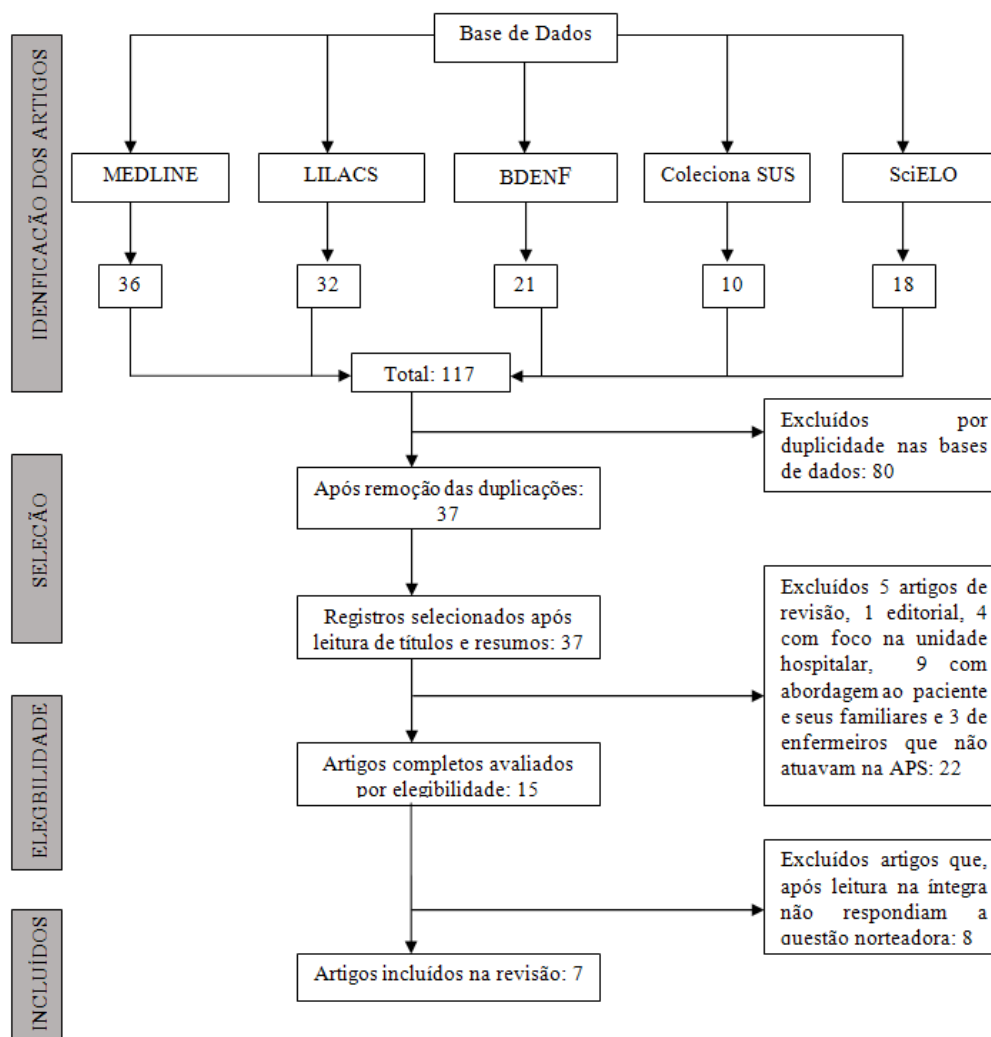 Base de Dados
IDENFICAÇÃO DOS ARTIGOS
MEDLINE
LILACS
BDENF
Coleciona SUS
SciELO
36
32
21
10
18
Total: 117
Excluídos por
duplicidade nas bases
de dados: 80
SELEÇÃO
Após remoção das duplicações:
37
Registros selecionados após
leitura de títulos e resumos: 37
Excluídos 5 artigos de
revisão, 1 editorial, 4
com foco na unidade
hospitalar, 9 com
abordagem ao paciente
e seus familiares e 3 de
enfermeiros que não
atuavam na APS: 22
ELEGBILIDADE
Artigos completos avaliados
por elegibilidade: 15
Excluídos artigos que,
após leitura na íntegra
não respondiam a
questão norteadora: 8
INCLUÍDOS
Artigos incluídos na revisão: 7